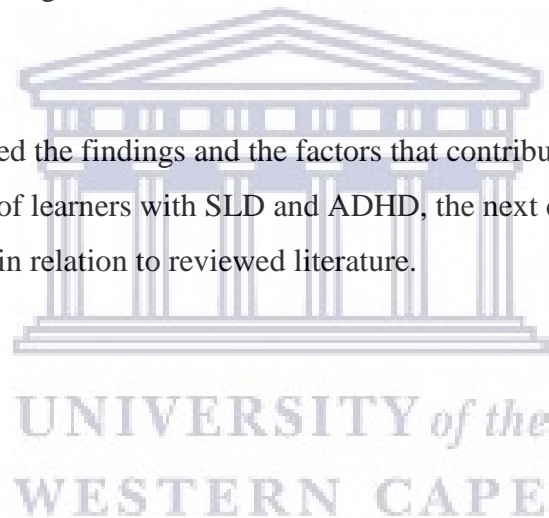 ed the findings and the factors that contribu
of learners with SLD and ADHD, the next
in relation to reviewed literature.
UNIVERSITY of the
WESTERN CAPE